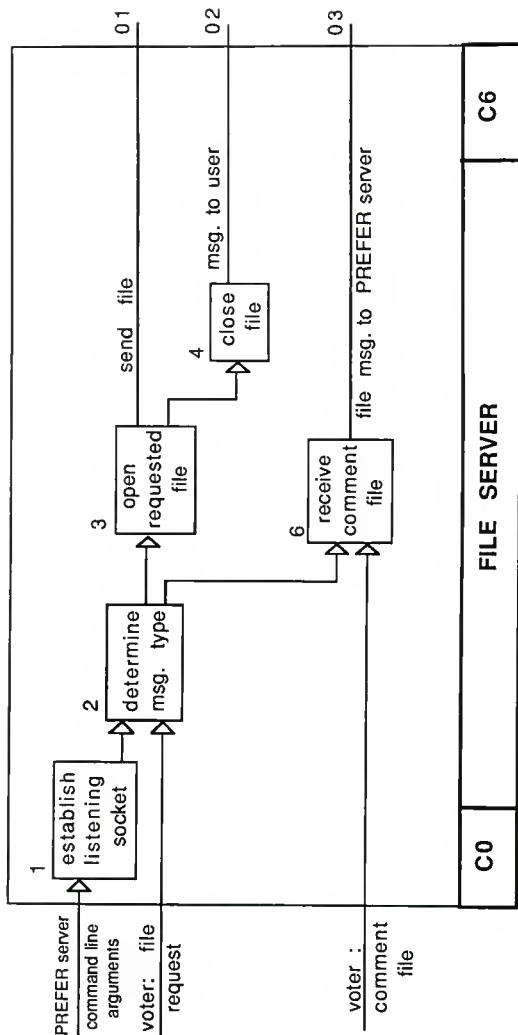 PREFER server
command line
arguments
voter: file
request
voter :
comment
file
1
establish
listening
socket
2
determine
msg. type
3
open
requested
file
4
close
file
6
receive
comment
file
send file
msg. to user
file msg. to PREFER server
01
02
03
C0
FILE SERVER
C6